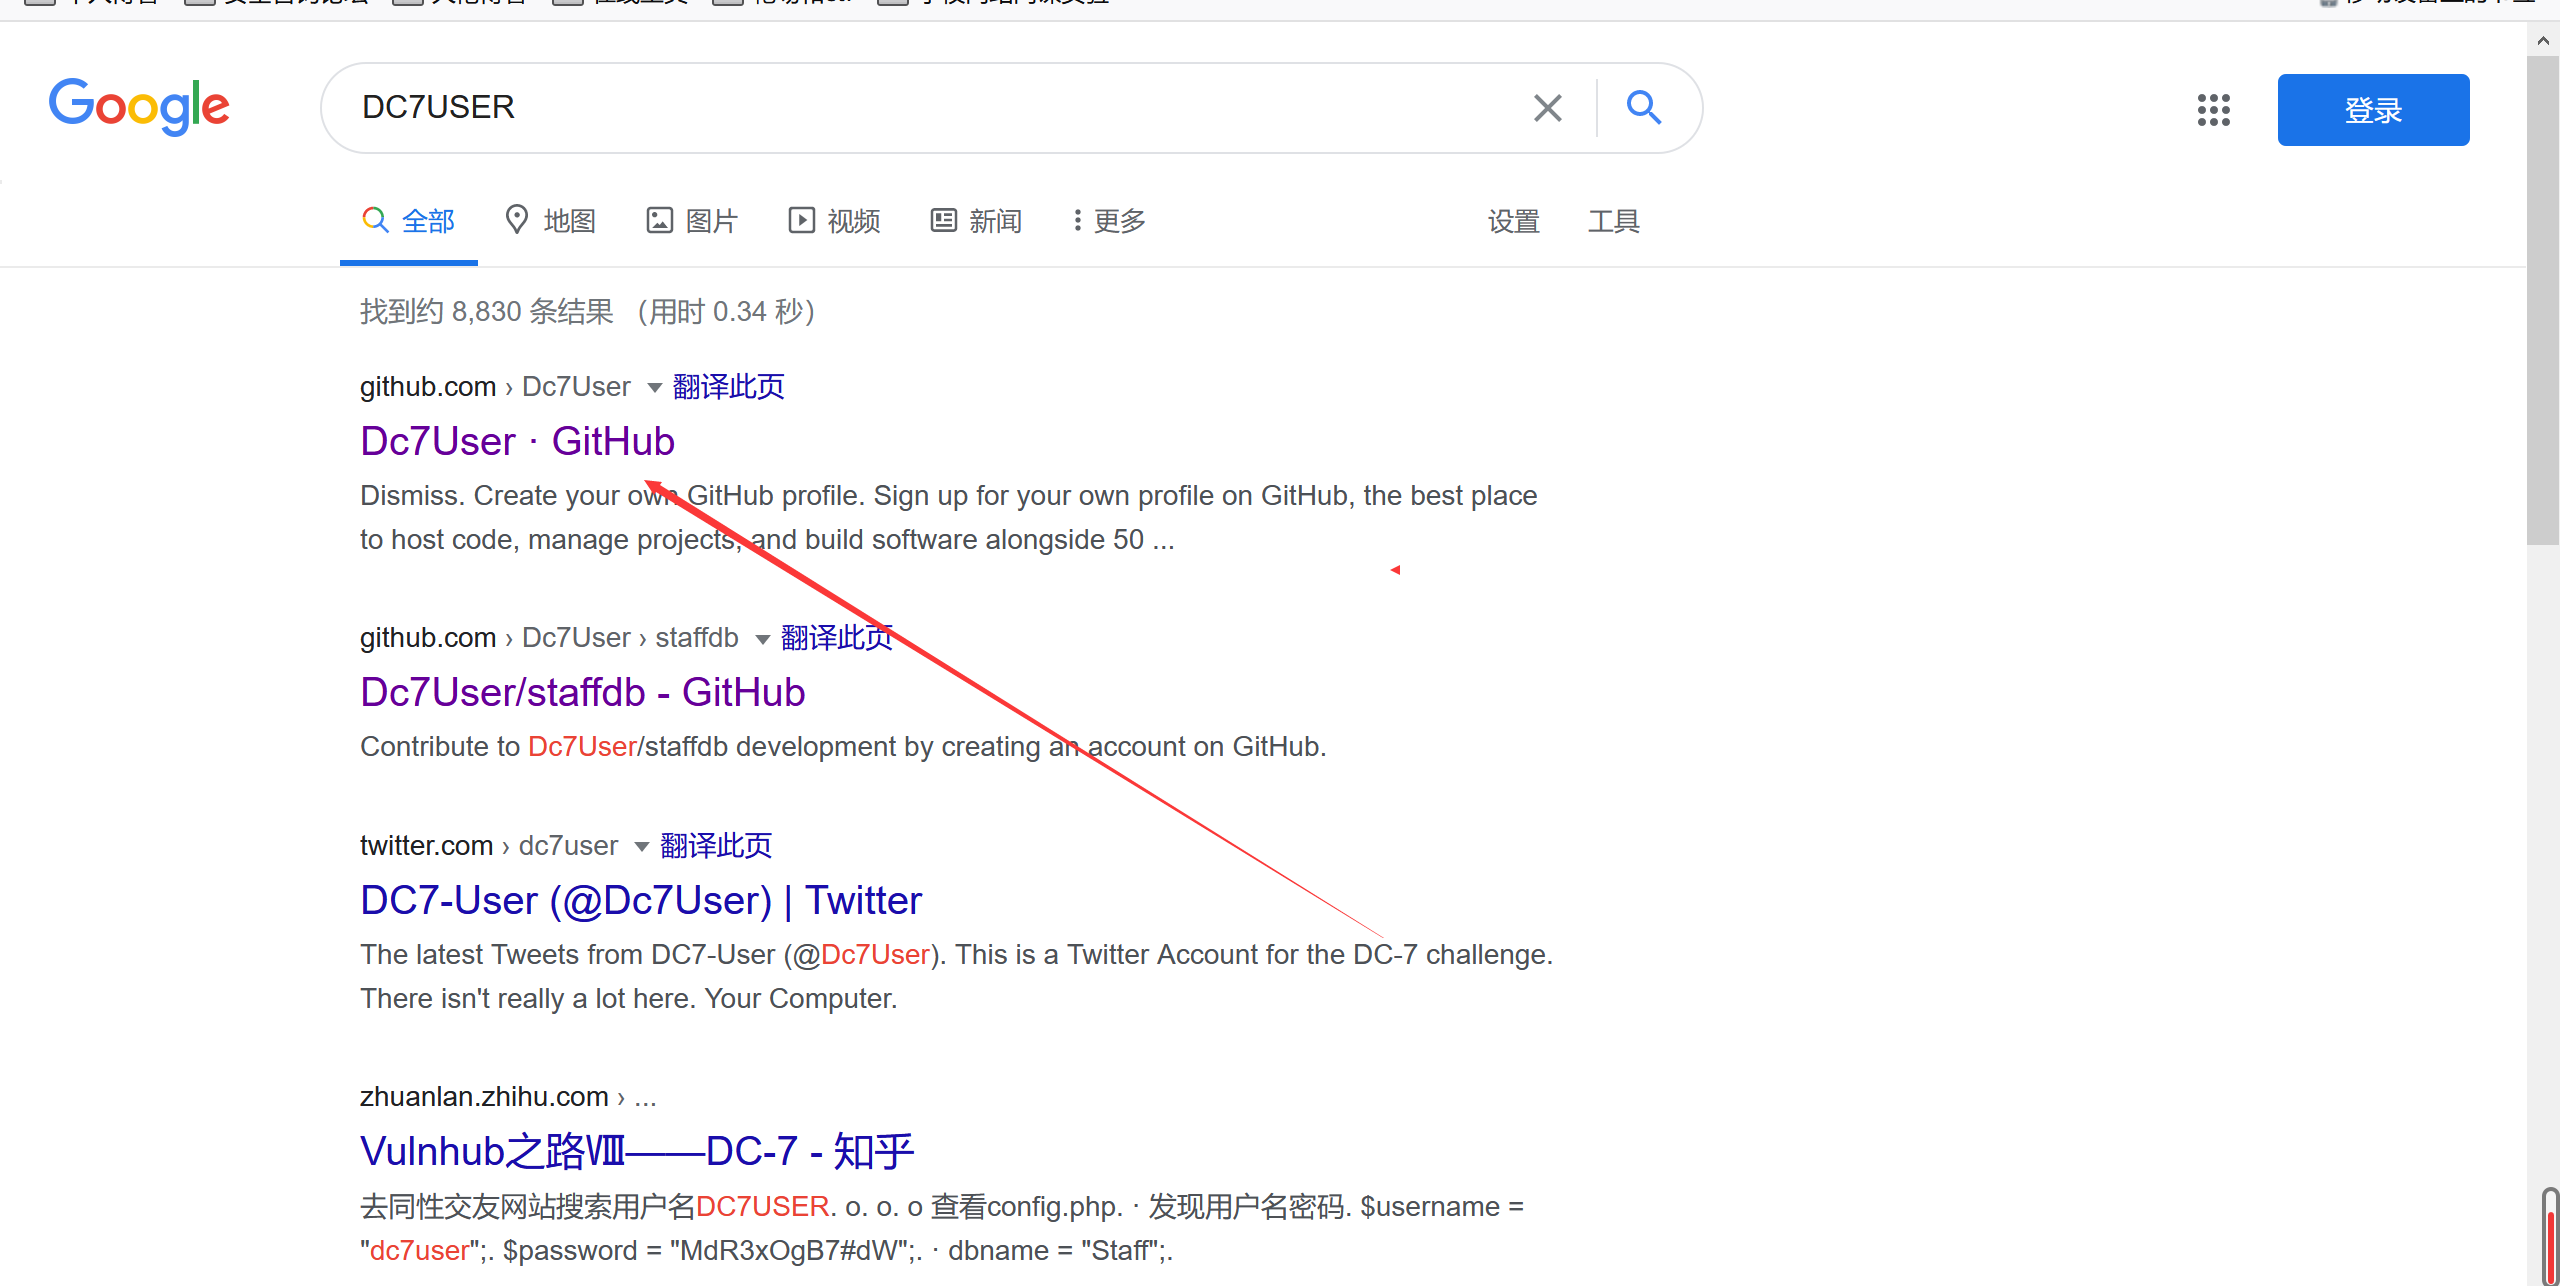 Google
DC7USER
登录
全部 地图 图片 视频 新闻 更多 设置 工具
找到约 8,830 条结果 （用时 0.34 秒）
github.com › Dc7User 翻译此页
Dc7User · GitHub
Dismiss. Create your own GitHub profile. Sign up for your own profile on GitHub, the best place
to host code, manage projects, and build software alongside 50 ...
github.com › Dc7User › staffdb 翻译此页
Dc7User/staffdb - GitHub
Contribute to Dc7User/staffdb development by creating an account on GitHub.
twitter.com › dc7user 翻译此页
DC7-User (@Dc7User) | Twitter
The latest Tweets from DC7-User (@Dc7User). This is a Twitter Account for the DC-7 challenge.
There isn't really a lot here. Your Computer.
zhuanlan.zhihu.com › ...
Vulnhub之路Ⅷ——DC-7 - 知乎
去同性交友网站搜索用户名DC7USER. o. o. o 查看config.php. · 发现用户名密码. $username =
"dc7user";. $password = "MdR3xOgB7#dW";. · dbname = "Staff";.